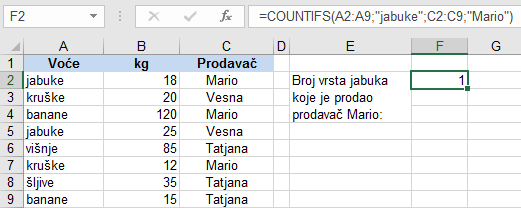 F2 =COUNTIFS(A2:A9;"jabuke";C2:C9;"Mario")
A B C D E F G
1 Voće kg Prodavač
2 jabuke 18 Mario Broj vrsta jabuka 1
3 kruške 20 Vesna koje je prodao
4 banane 120 Mario prodavač Mario:
5 jabuke 25 Vesna
6 višnje 85 Tatjana
7 kruške 12 Mario
8 šljive 35 Tatjana
9 banane 15 Tatjana